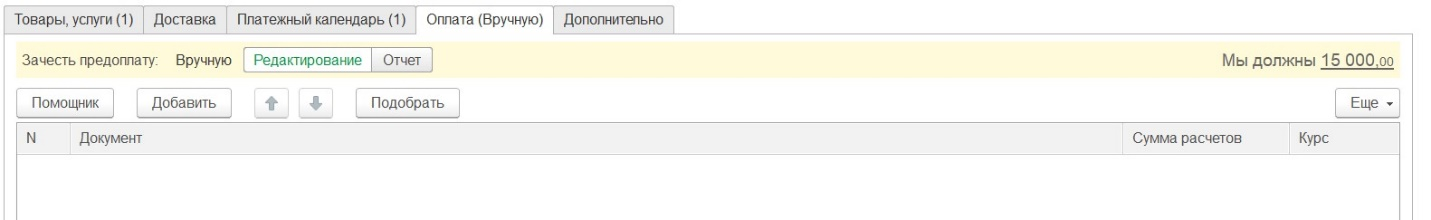 Товары, услуги (1) Доставка Платежный календарь (1) Оплата (Вручную) Дополнительно
Зачесть предоплату: Вручную Редактирование Отчет Мы должны 15 000,00
Помощник Добавить Подобрать Еще
N Документ Сумма расчетов Курс